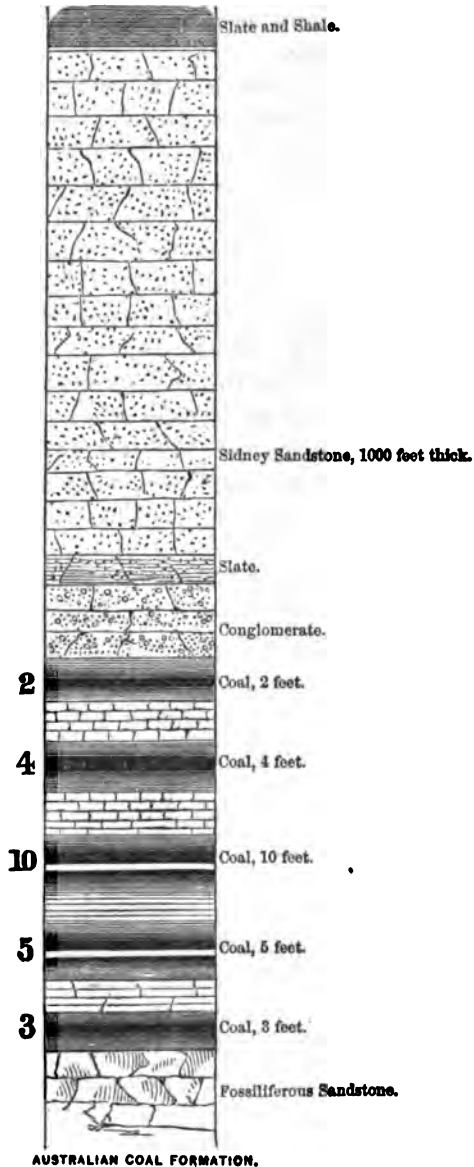 Slate and Shale.
Sidney Sandstone, 1000 feet thick.
Slate.
Conglomerate.
2 Coal, 2 feet.
4 Coal, 4 feet.
10 Coal, 10 feet.
5 Coal, 5 feet.
3 Coal, 3 feet.
Fossiliferous Sandstone.
AUSTRALIAN COAL FORMATION.